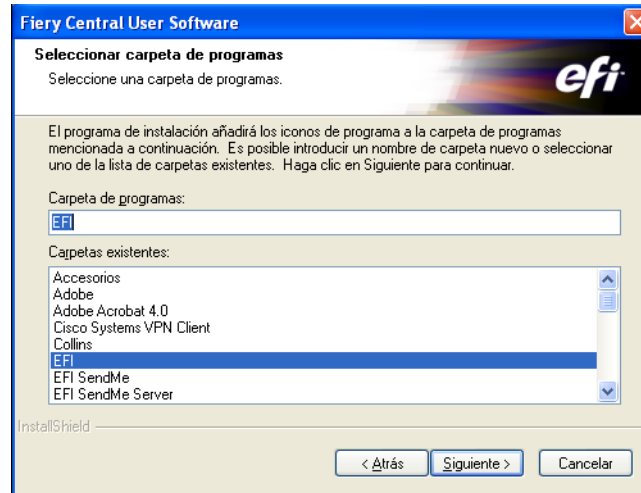 Fiery Central User Software
Seleccionar carpeta de programas
Seleccione una carpeta de programas.
efi
El programa de instalación añadirá los iconos de programa a la carpeta de programas
mencionada a continuación. Es posible introducir un nombre de carpeta nuevo o seleccionar
uno de la lista de carpetas existentes. Haga clic en Siguiente para continuar.
Carpeta de programas:
EFI
Carpetas existentes:
Accesorios
Adobe
Adobe Acrobat 4.0
Cisco Systems VPN Client
Collins
EFI
EFI SendMe
EFI SendMe Server
InstallShield
< Atrás
Siguiente >
Cancelar